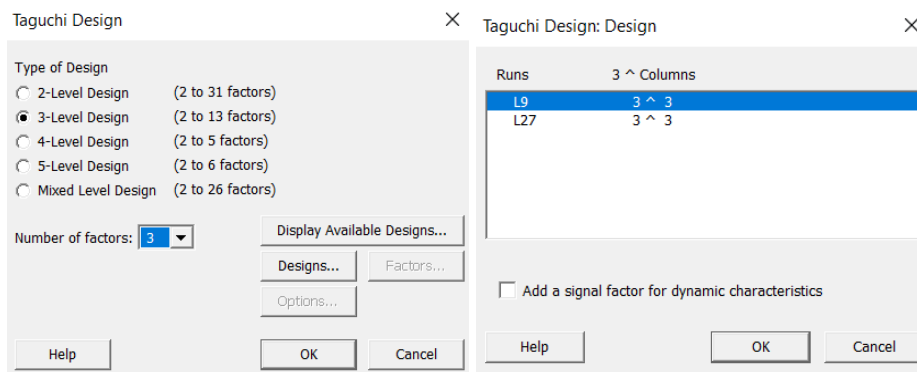 Taguchi Design
Type of Design
2-Level Design (2 to 31 factors)
3-Level Design (2 to 13 factors)
4-Level Design (2 to 5 factors)
5-Level Design (2 to 6 factors)
Mixed Level Design (2 to 26 factors)
Number of factors: 3
Display Available Designs...
Designs... Factors...
Options...
Help OK Cancel
Taguchi Design: Design
Runs 3 ^ Columns
L9 3 ^ 3
L27 3 ^ 3
Add a signal factor for dynamic characteristics
Help OK Cancel